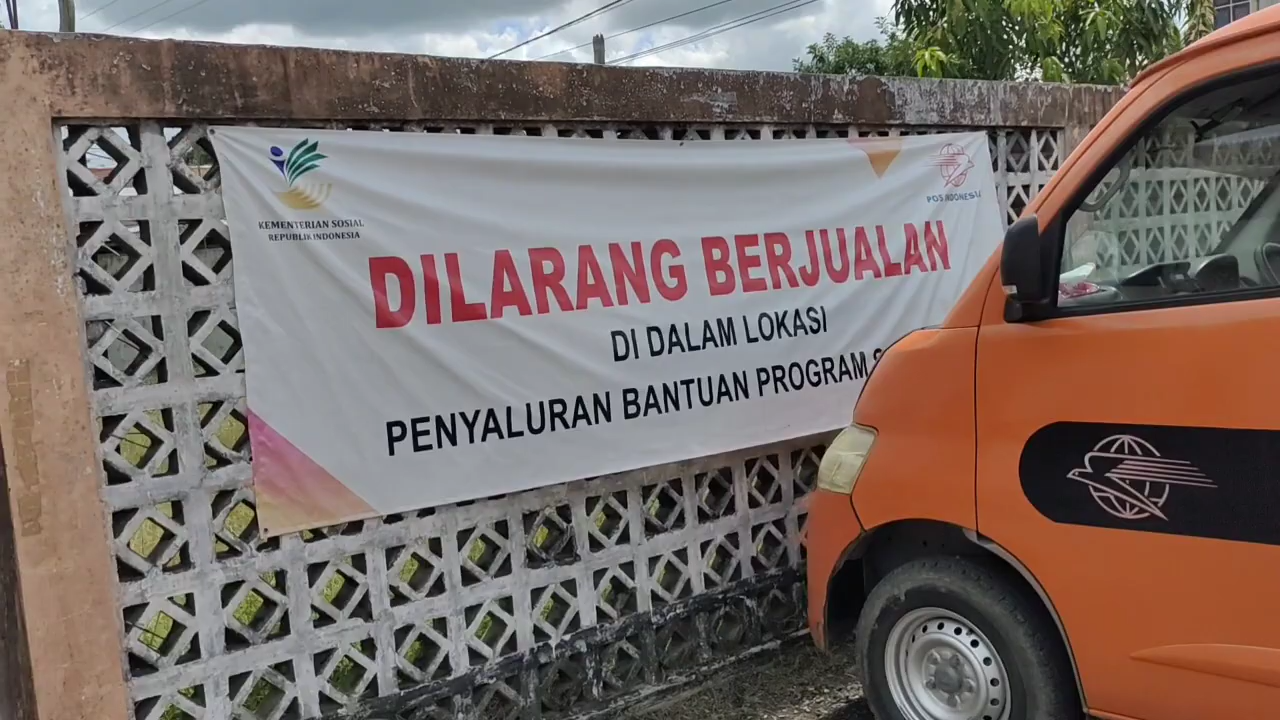 KEMENTERIAN SOSIAL
REPUBLIK INDONESIA
POS INDONESIA
DILARANG BERJUALAN
DI DALAM LOKASI
PENYALURAN BANTUAN PROGRAM